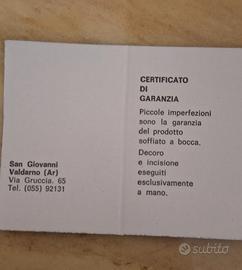 CERTIFICATO
DI
GARANZIA
Piccole imperfezioni
sono la garanzia
del prodotto
soffiato a bocca.
Decoro
e incisione
eseguiti
esclusivamente
a mano.
San Giovanni
Valdarno (Ar)
Via Gruccia. 65
Tel. (055) 92131
subito